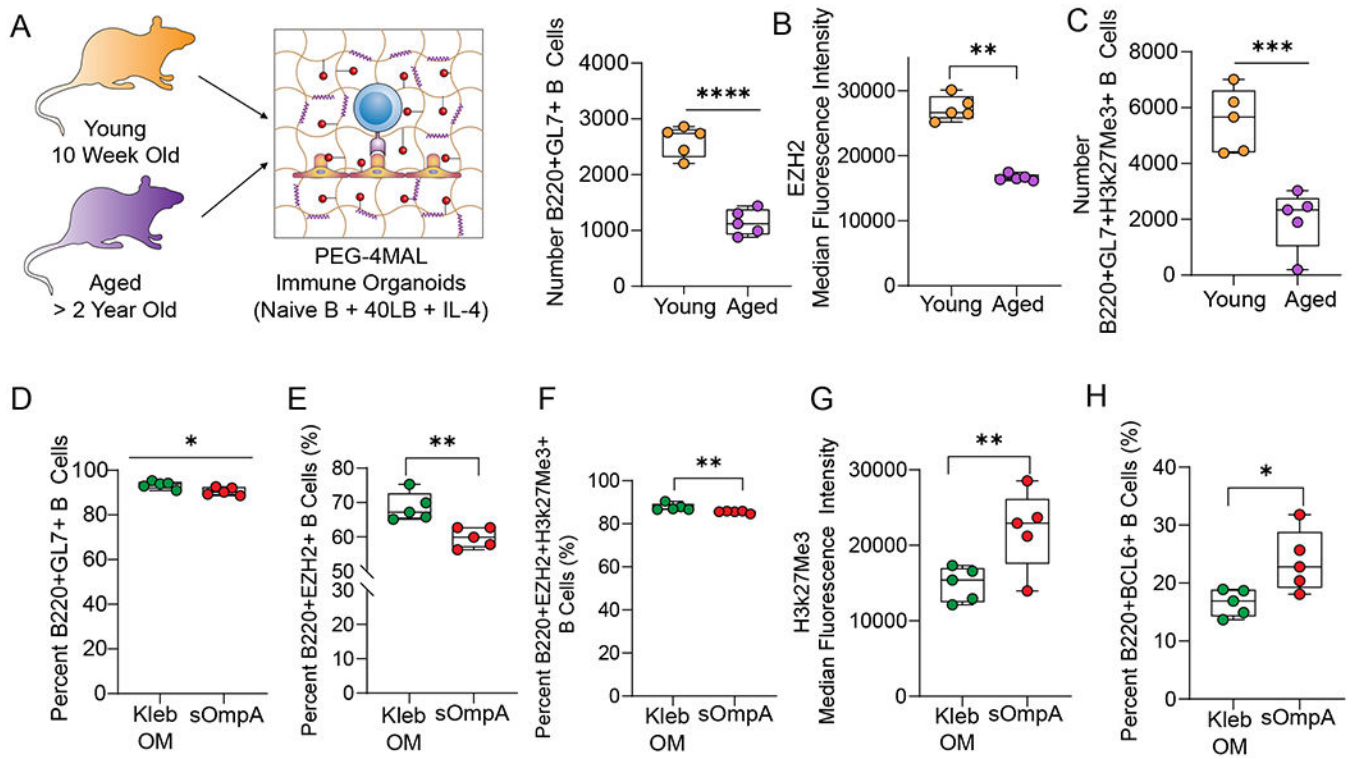 A
Young
10 Week Old
Aged
> 2 Year Old
PEG-4MAL
Immune Organoids
(Naive B + 40LB + IL-4)
Number B220+GL7+ B Cells
4000
3000
2000
1000
0
****
Young Aged
B
EZH2
Median Fluorescence Intensity
30000
20000
10000
0
**
Young Aged
C
Number
B220+GL7+H3k27Me3+ B Cells
8000
6000
4000
2000
0
***
Young Aged
D
Percent B220+GL7+ B Cells
100
80
60
40
20
0
*
Kleb sOmpA
OM
E
Percent B220+EZH2+ B Cells (%)
80
70
60
50
30
20
10
0
**
Kleb sOmpA
OM
F
Percent B220+EZH2+H3k27Me3+
B Cells (%)
100
80
60
40
20
0
**
Kleb sOmpA
OM
G
H3k27Me3
Median Fluorescence Intensity
30000
20000
10000
0
**
Kleb sOmpA
OM
H
Percent B220+BCL6+ B Cells (%)
40
30
20
10
0
*
Kleb sOmpA
OM